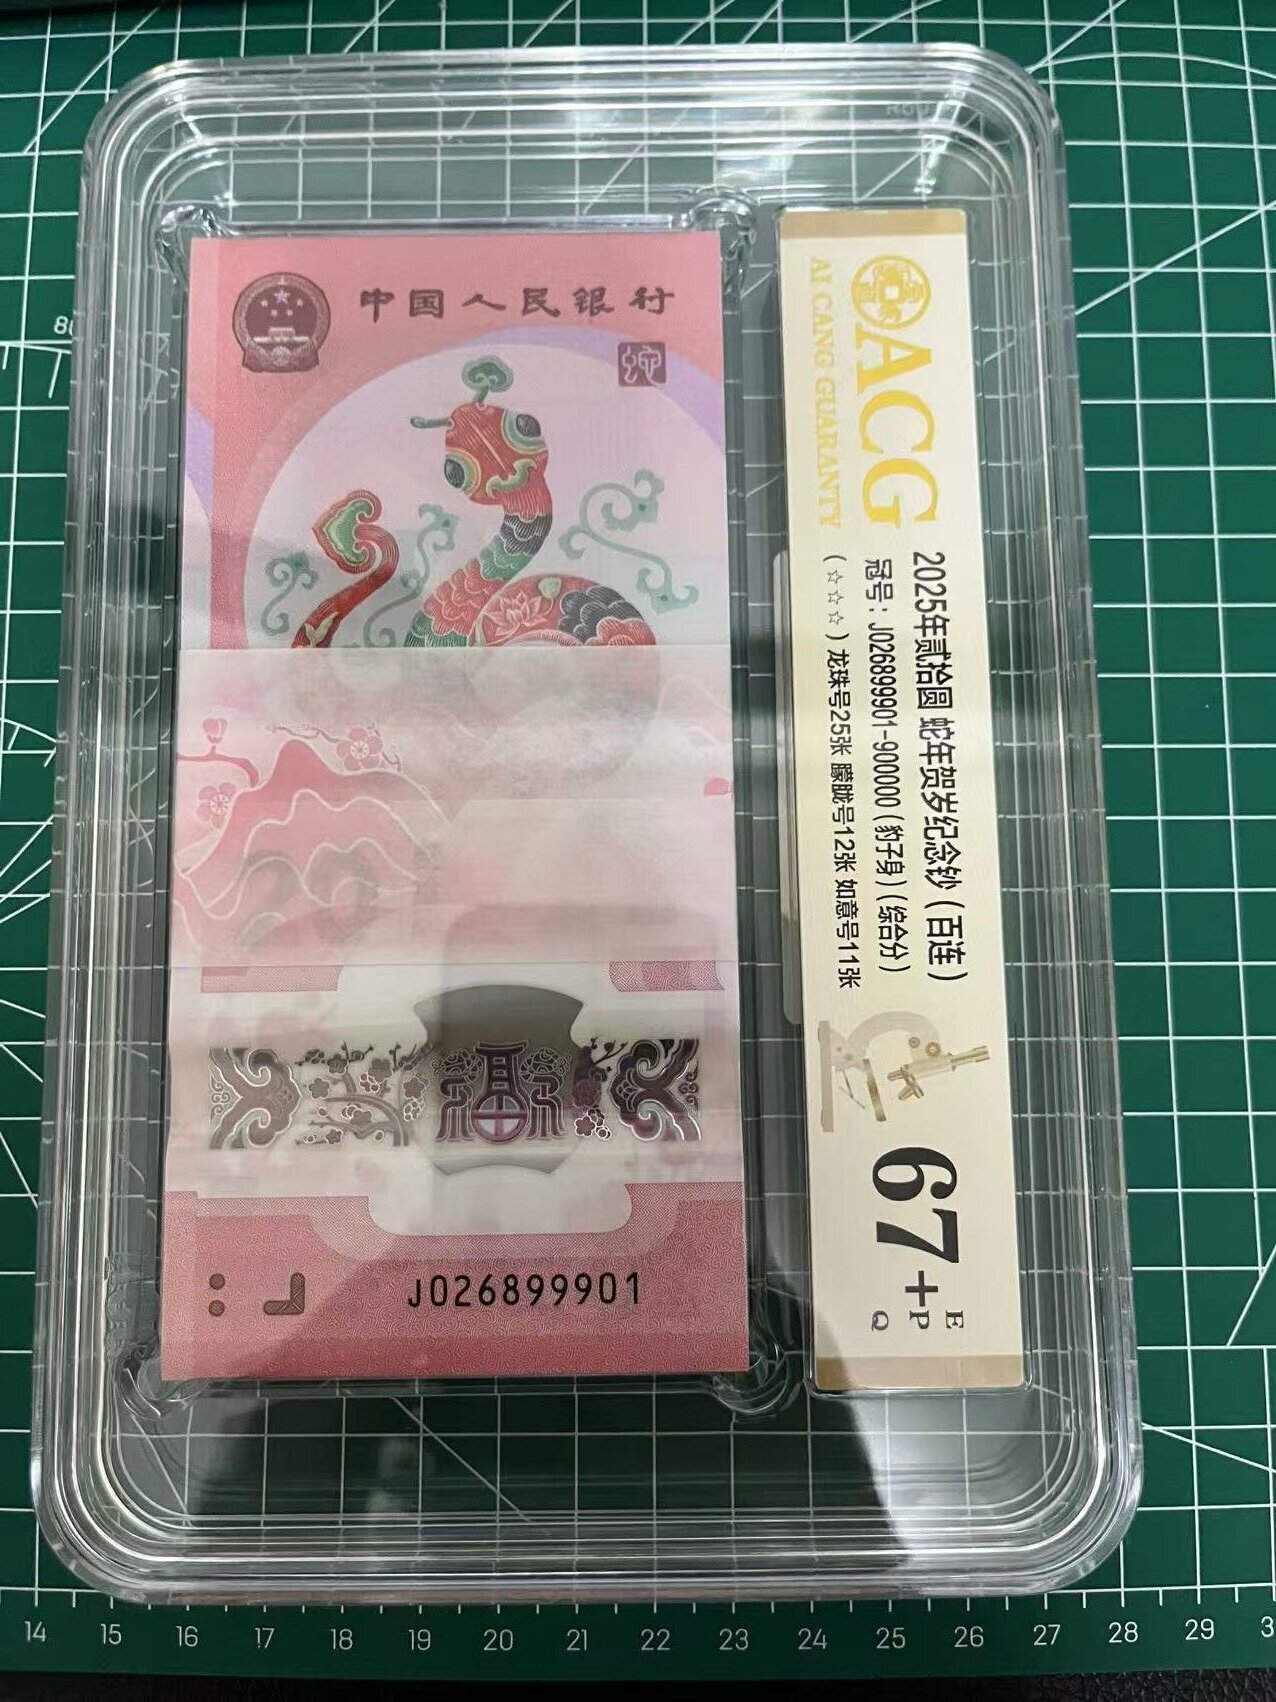 中国人民银行
J026899901
ACG
AI CANG GUARANTY
2025年贰拾圆 蛇年贺岁纪念钞（百连）
冠号：J026899901-900000（豹子身）（综合分）
（☆☆☆）龙珠号25张 朦胧号12张 如意号11张
67+
E
P
Q
14 15 16 17 18 19 20 21 22 23 24 25 26 27 28 29